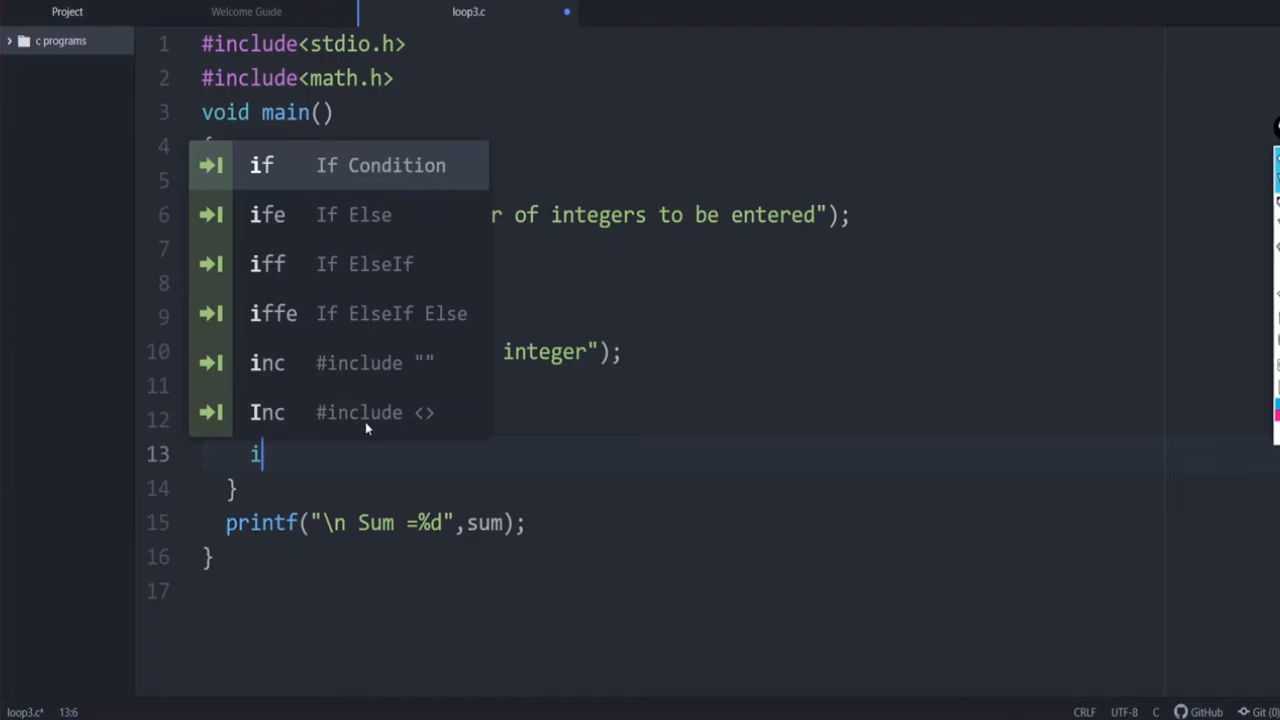 Project Welcome Guide loop3.c
c programs
1 #include<stdio.h>
2 #include<math.h>
3 void main()
4
if If Condition
5
ife If Else
6 r of integers to be entered");
7
iff If ElseIf
8
iffe If ElseIf Else
9
10 integer");
inc #include ""
11
Inc #include <>
12
13 i
14 }
15 printf("\n Sum =%d",sum);
16 }
17
loop3.c* 13:6 CRLF UTF-8 C GitHub Git (0)